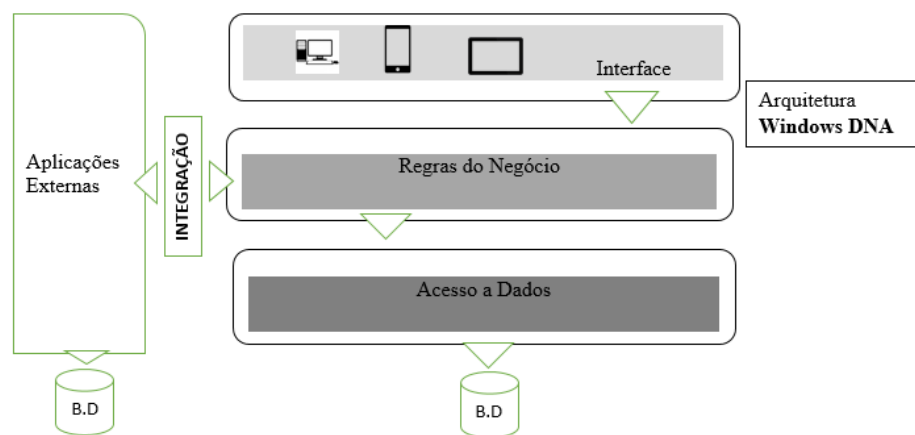 Interface
Arquitetura
Windows DNA
Aplicações
Externas
INTEGRAÇÃO
Regras do Negócio
Acesso a Dados
B.D
B.D